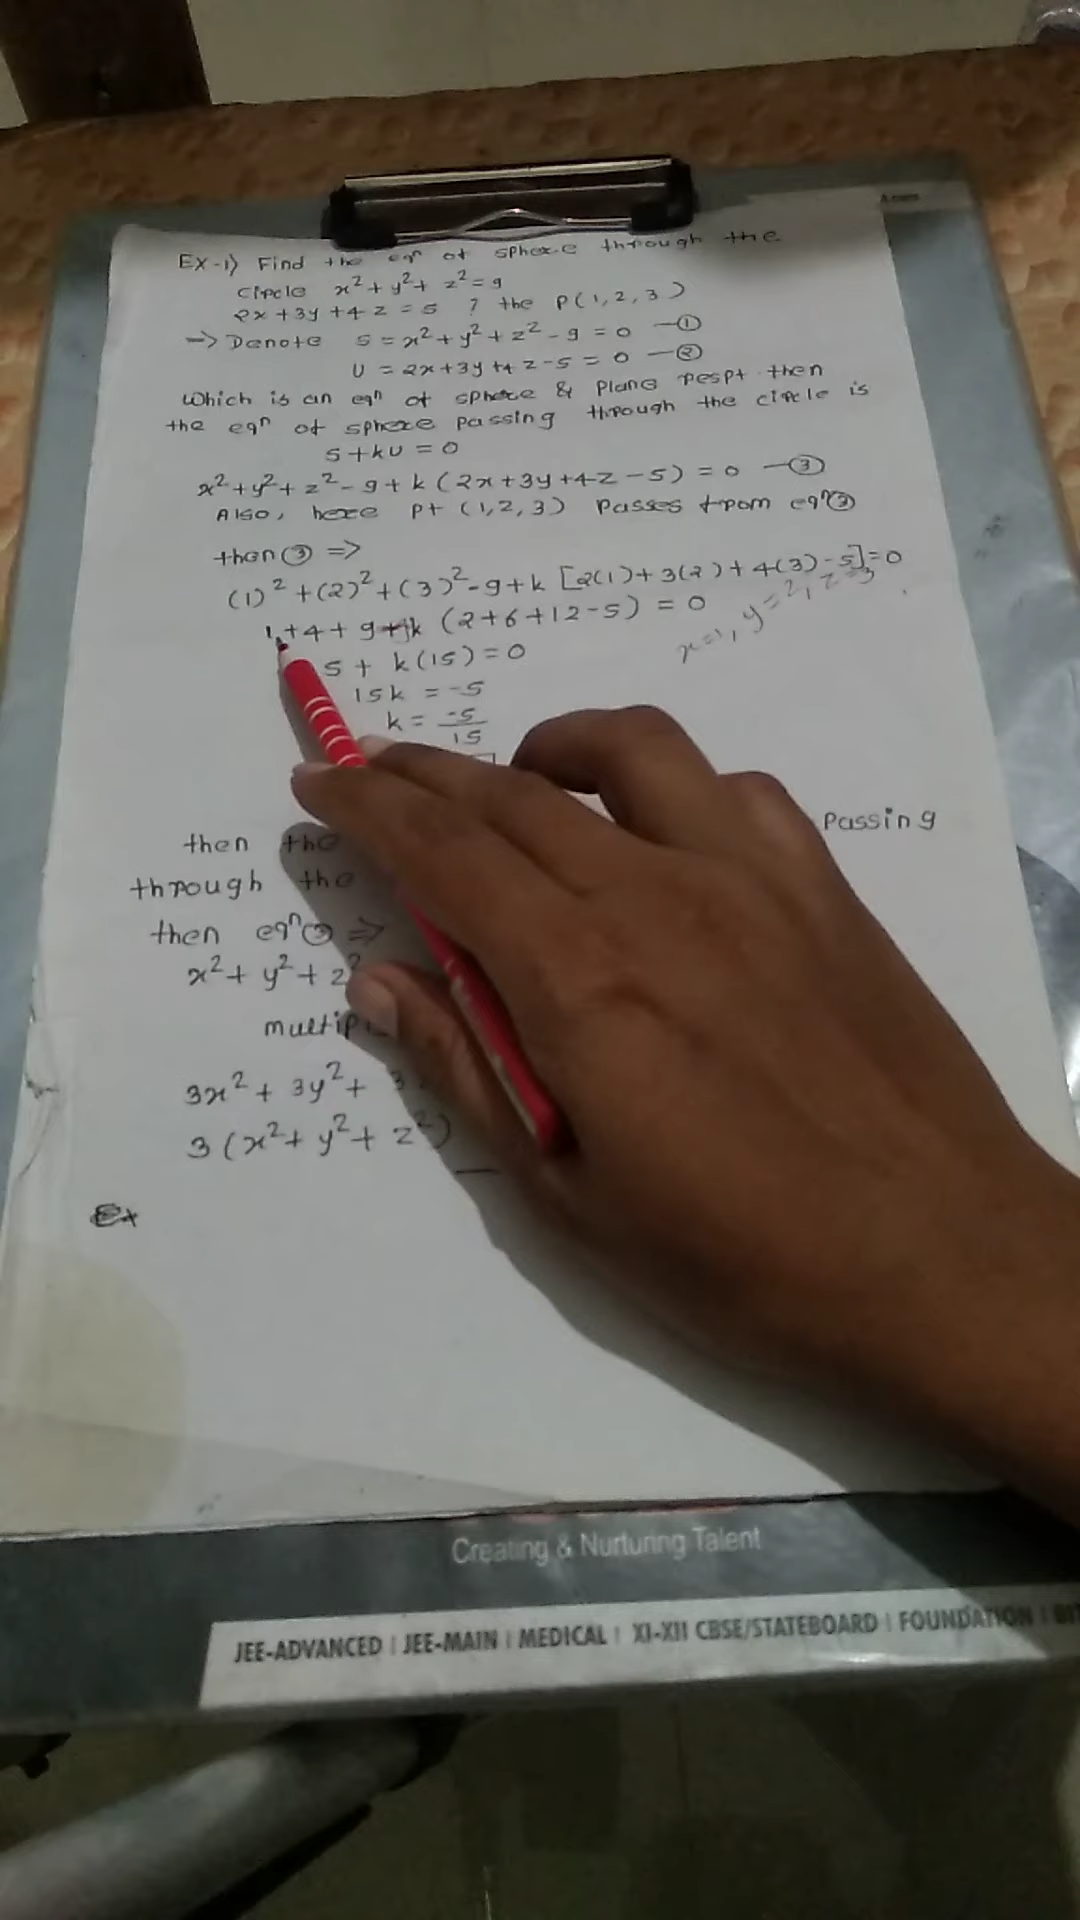 Ex-1) Find the eqn of sphere through the
circle x² + y² + z² = 9
2x + 3y + 4z = 5 ? the P(1, 2, 3)
-> Denote S = x² + y² + z² - 9 = 0 —①
U = 2x + 3y + 4z - 5 = 0 —②
Which is an eqn of sphere & plane respt. then
the eqn of sphere passing through the circle is
S + kU = 0
x² + y² + z² - 9 + k (2x + 3y + 4z - 5) = 0 —③
Also, here pt (1, 2, 3) Passes from eqn③
then ③ =>
(1)² + (2)² + (3)² - 9 + k [2(1) + 3(2) + 4(3) - 5] = 0
x=1, y=2, z=3
1 + 4 + 9 k (2 + 6 + 12 - 5) = 0
5 + k(15) = 0
15k = -5
k = -5/15
then the passing
through the
then eqn③ =>
x² + y² + z²
3x² + 3y² + 3
3(x² + y² + z²)
Ex
Creating & Nurturing Talent
JEE-ADVANCED | JEE-MAIN | MEDICAL | XI-XII CBSE/STATEBOARD | FOUNDATION |